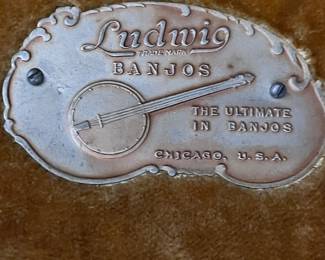 Ludwig
TRADE MARK
BANJOS
THE ULTIMATE
IN BANJOS
CHICAGO, U.S.A.